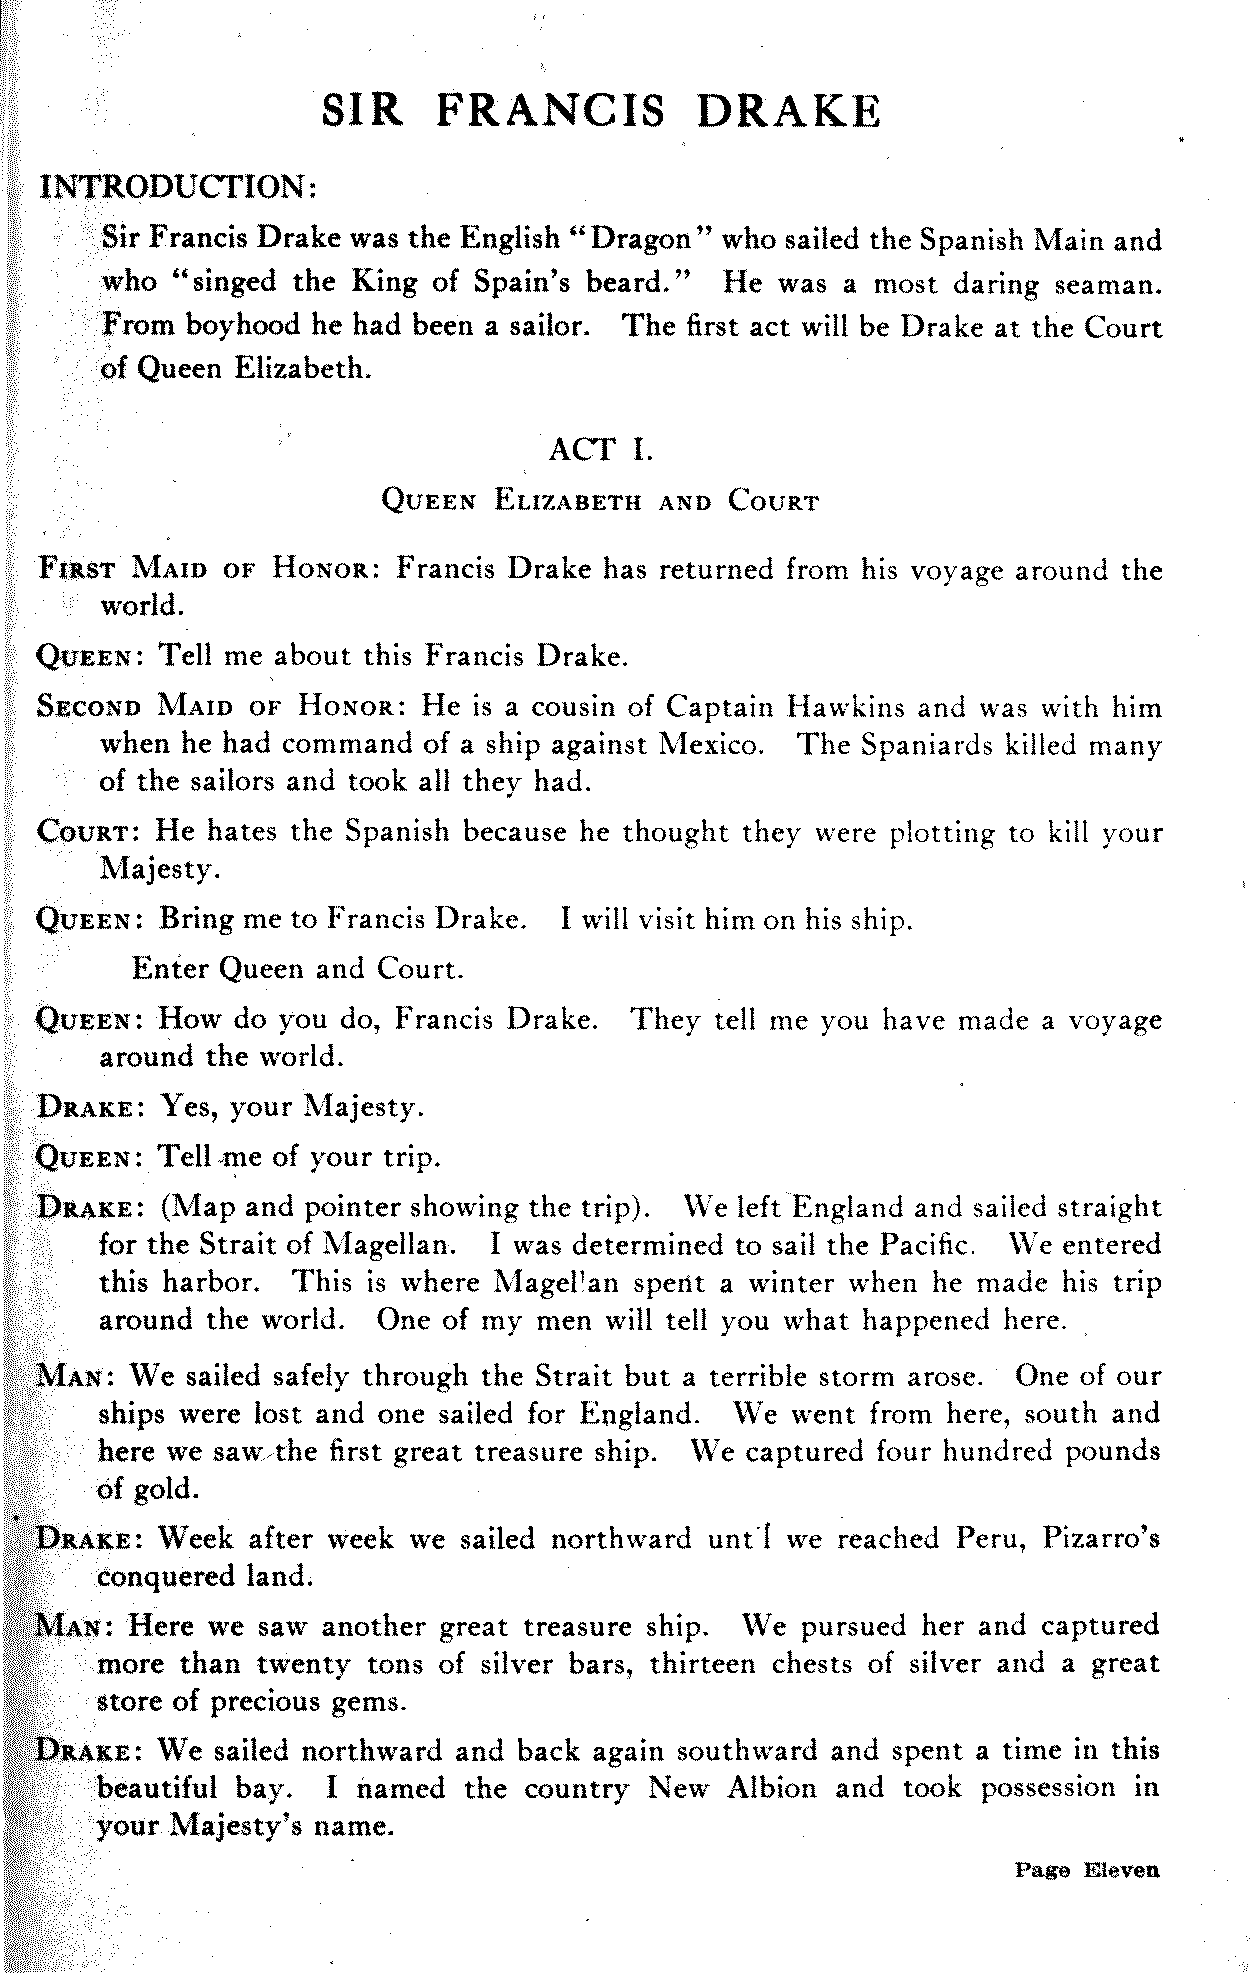 SIR FRANCIS DRAKE
INTRODUCTION:
Sir Francis Drake was the English "Dragon" who sailed the Spanish Main and
who "singed the King of Spain's beard." He was a most daring seaman.
From boyhood he had been a sailor. The first act will be Drake at the Court
of Queen Elizabeth.
ACT I.
QUEEN ELIZABETH AND COURT
FIRST MAID OF HONOR: Francis Drake has returned from his voyage around the
world.
QUEEN: Tell me about this Francis Drake.
SECOND MAID OF HONOR: He is a cousin of Captain Hawkins and was with him
when he had command of a ship against Mexico. The Spaniards killed many
of the sailors and took all they had.
COURT: He hates the Spanish because he thought they were plotting to kill your
Majesty.
QUEEN: Bring me to Francis Drake. I will visit him on his ship.
Enter Queen and Court.
QUEEN: How do you do, Francis Drake. They tell me you have made a voyage
around the world.
DRAKE: Yes, your Majesty.
QUEEN: Tell me of your trip.
DRAKE: (Map and pointer showing the trip). We left England and sailed straight
for the Strait of Magellan. I was determined to sail the Pacific. We entered
this harbor. This is where Magellan spent a winter when he made his trip
around the world. One of my men will tell you what happened here.
MAN: We sailed safely through the Strait but a terrible storm arose. One of our
ships were lost and one sailed for England. We went from here, south and
here we saw the first great treasure ship. We captured four hundred pounds
of gold.
DRAKE: Week after week we sailed northward until we reached Peru, Pizarro's
conquered land.
MAN: Here we saw another great treasure ship. We pursued her and captured
more than twenty tons of silver bars, thirteen chests of silver and a great
store of precious gems.
DRAKE: We sailed northward and back again southward and spent a time in this
beautiful bay. I named the country New Albion and took possession in
your Majesty's name.
Page Eleven